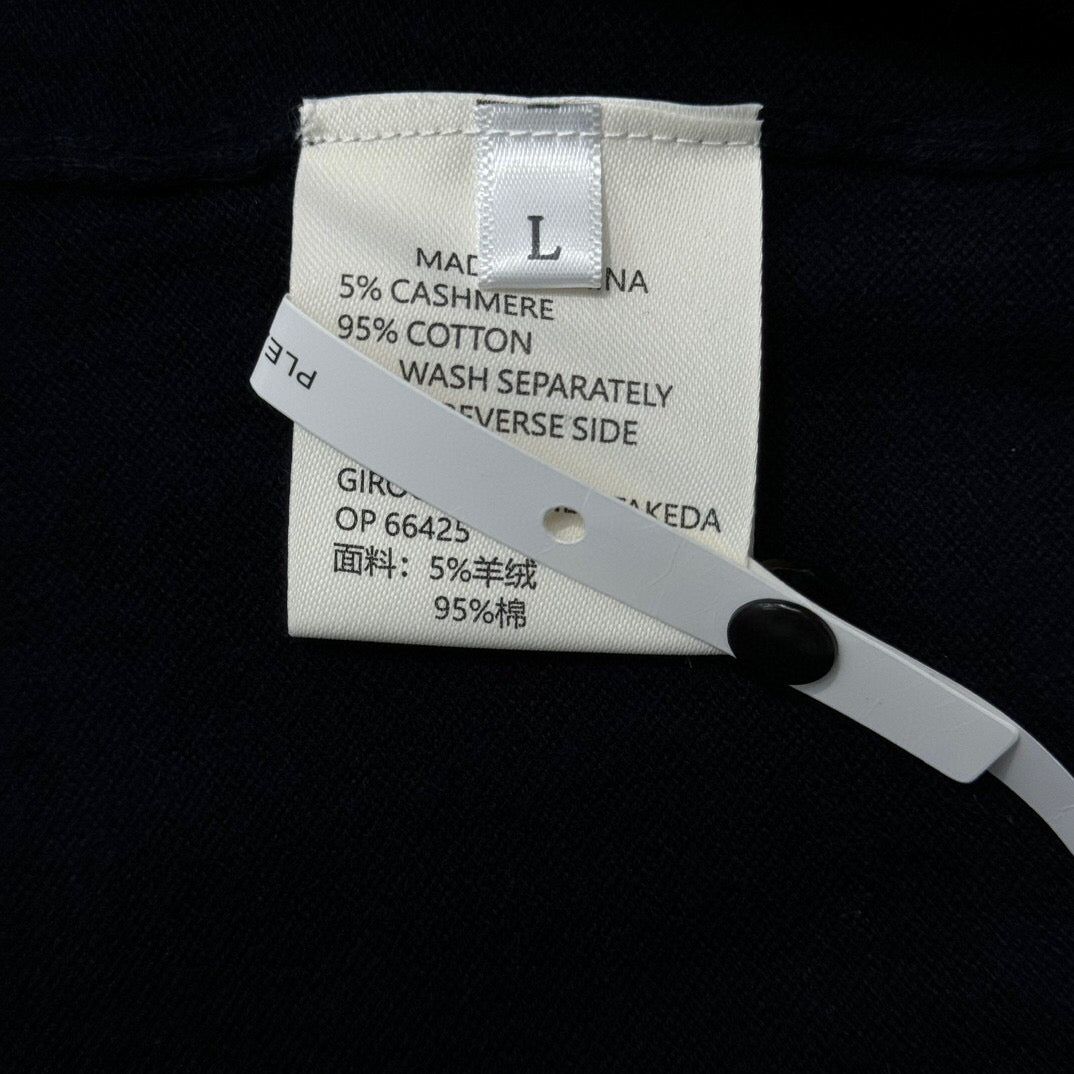 L
MAD NA
5% CASHMERE
95% COTTON
WASH SEPARATELY
REVERSE SIDE
PLE
GIRO TAKEDA
OP 66425
面料：5%羊绒
95%棉